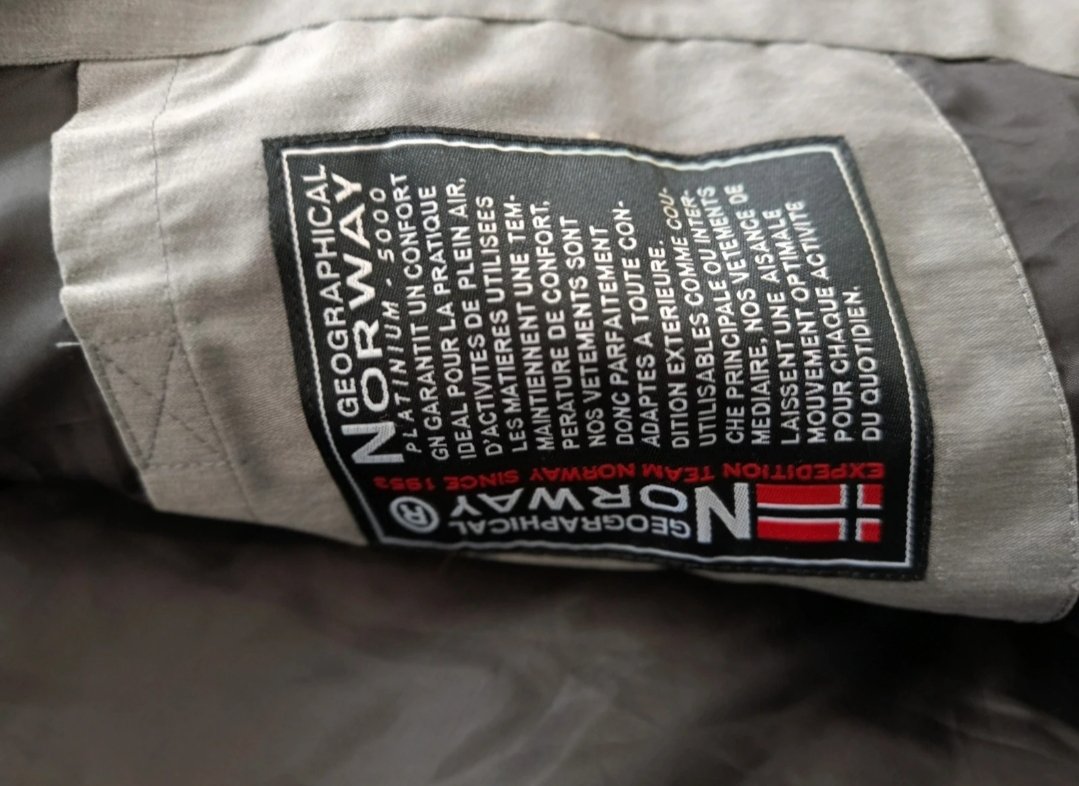 GEOGRAPHICAL
NORWAY
PLATINIUM - 5000
GN GARANTIT UN CONFORT
IDEAL POUR LA PRATIQUE
D'ACTIVITES DE PLEIN AIR,
LES MATIERES UTILISEES
MAINTIENNENT UNE TEM-
PERATURE DE CONFORT,
NOS VETEMENTS SONT
DONC PARFAITEMENT
ADAPTES A TOUTE CON-
DITION EXTERIEURE.
UTILISABLES COMME COU-
CHE PRINCIPALE OU INTER-
MEDIAIRE, NOS VETEMENTS DE
LAISSENT UNE AISANCE DE
MOUVEMENT OPTIMALE
POUR CHAQUE ACTIVITE
DU QUOTIDIEN.
GEOGRAPHICAL
NORWAY
®
EXPEDITION TEAM NORWAY SINCE 1952